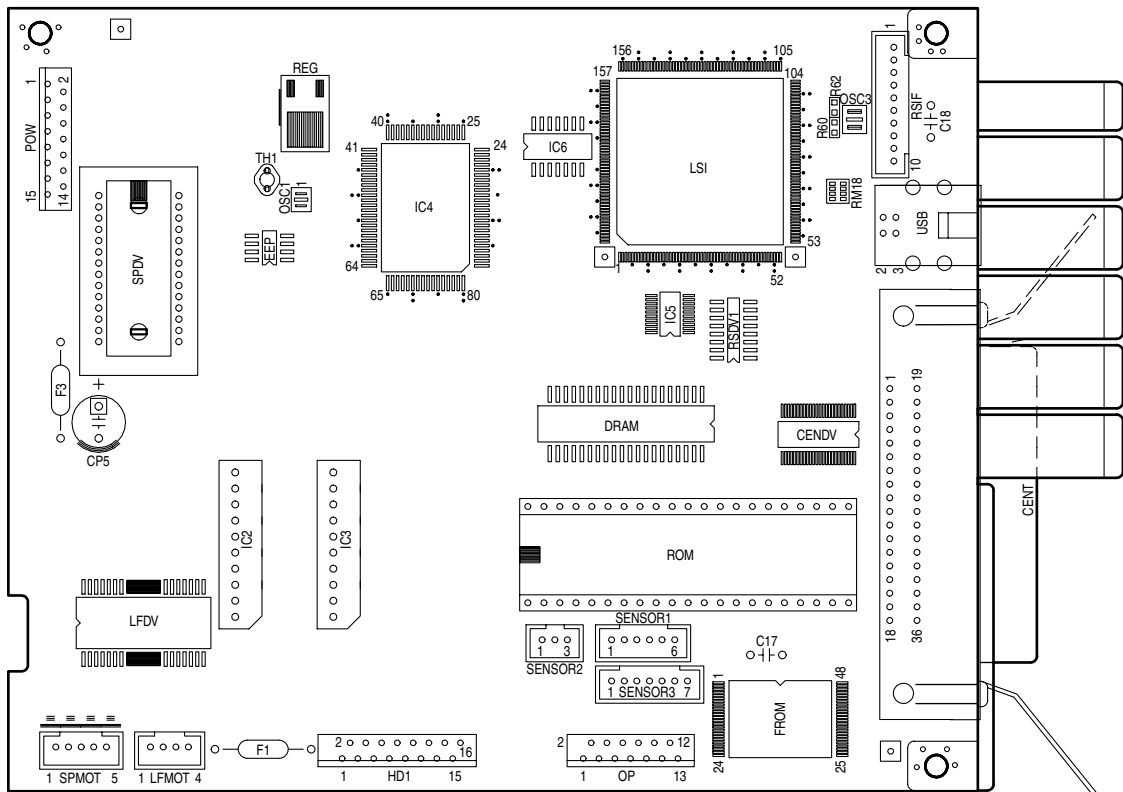 156 105
157 104
LSI
1 52
53
REG
40 25
41 24
IC4
64
65 80
IC6
R62
R60
OSC3
1
RSIF
10
C18
RM18
USB
2 3
1 2
POW
15 14
TH1
OSC1
1
EEP
SPDV
F3
+
CP5
IC5
RSDV1
DRAM
CENDV
1 19
18 36
CENT
IC2
IC3
ROM
LFDV
SENSOR1
1 6
1 3
SENSOR2
1 SENSOR3 7
C17
1 48
FROM
24 25
1 SPMOT 5
1 LFMOT 4
F1
2 16
1 HD1 15
2 12
1 OP 13